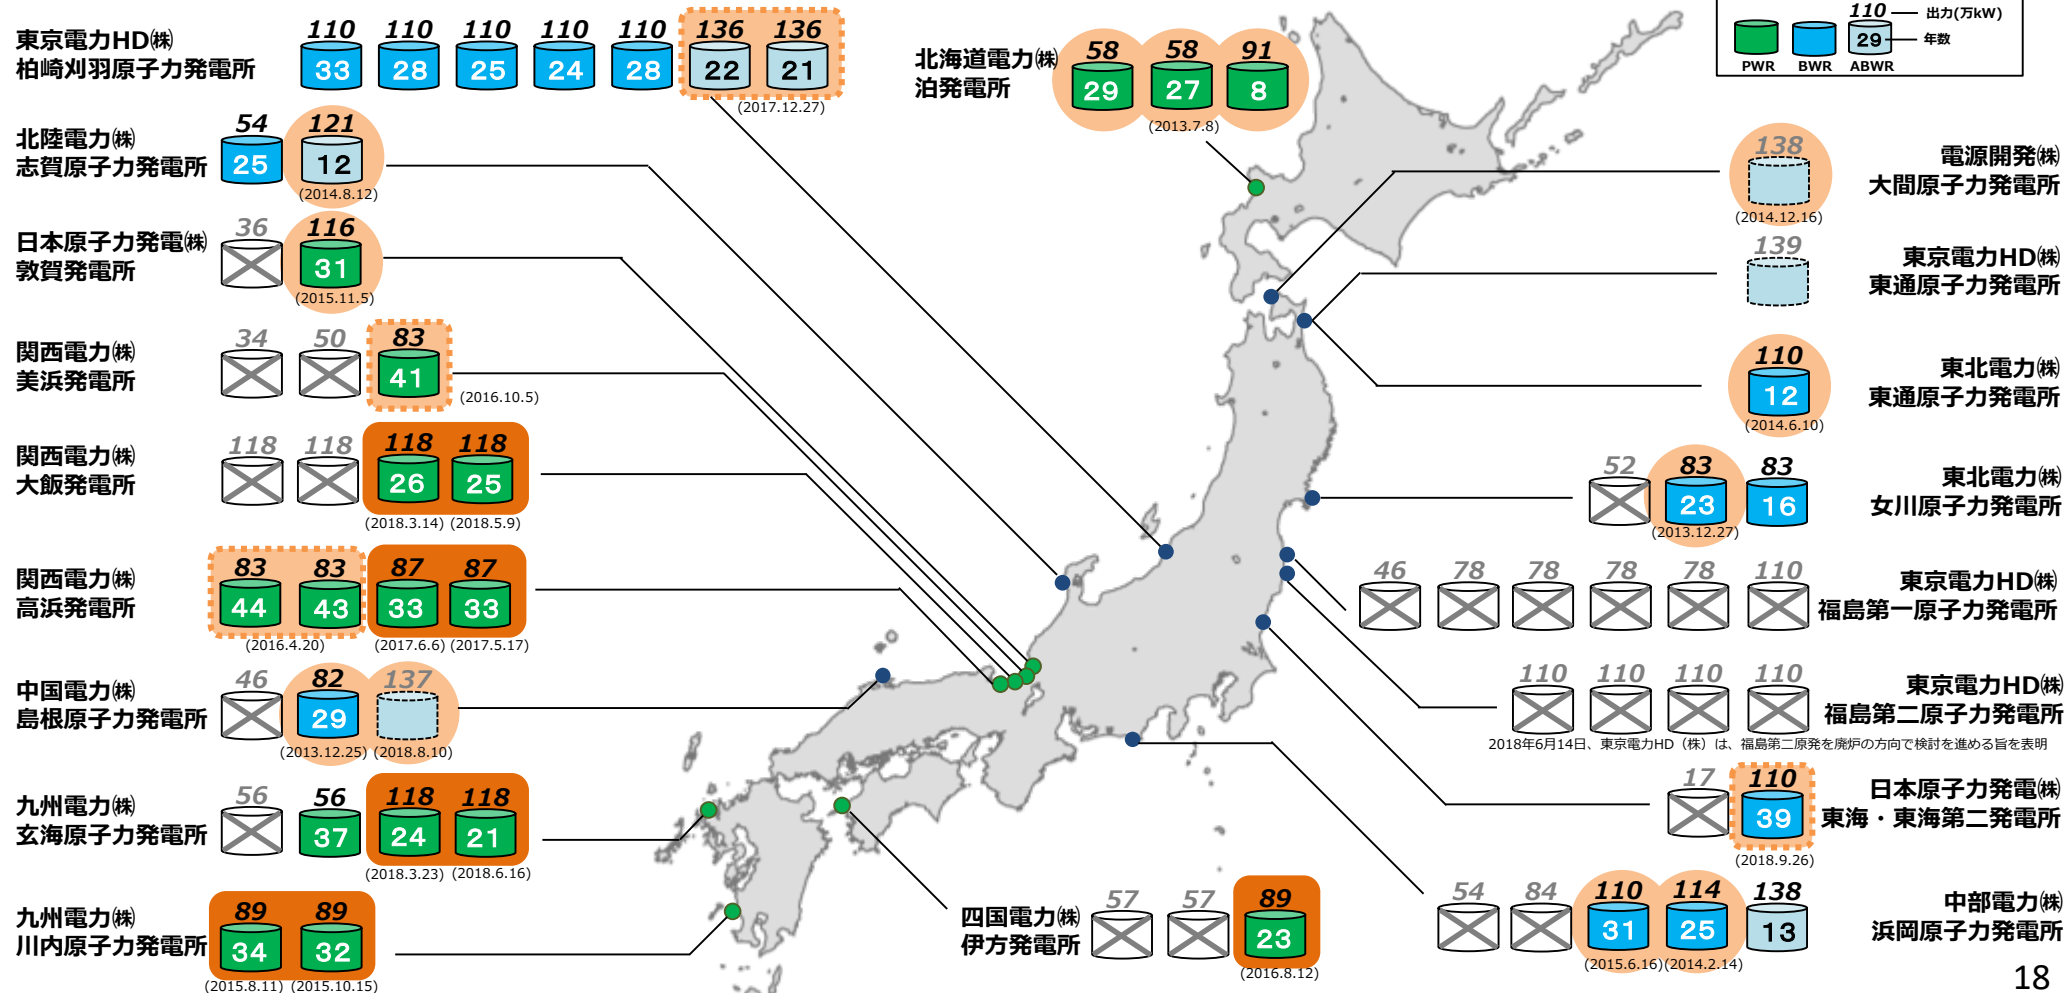 東京電力HD㈱
柏崎刈羽原子力発電所
110 110 110 110 110 136 136
33 28 25 24 28 22 21
(2017.12.27)
北陸電力㈱
志賀原子力発電所
54 121
25 12
(2014.8.12)
日本原子力発電㈱
敦賀発電所
36 116
31
(2015.11.5)
関西電力㈱
美浜発電所
34 50 83
41
(2016.10.5)
関西電力㈱
大飯発電所
118 118 118 118
26 25
(2018.3.14) (2018.5.9)
関西電力㈱
高浜発電所
83 83 87 87
44 43 33 33
(2016.4.20) (2017.6.6) (2017.5.17)
中国電力㈱
島根原子力発電所
46 82 137
29
(2013.12.25) (2018.8.10)
九州電力㈱
玄海原子力発電所
56 56 118 118
37 24 21
(2018.3.23) (2018.6.16)
九州電力㈱
川内原子力発電所
89 89
34 32
(2015.8.11) (2015.10.15)
北海道電力㈱
泊発電所
58 58 91
29 27 8
(2013.7.8)
110 出力(万kW)
29 年数
PWR BWR ABWR
電源開発㈱
大間原子力発電所
138
(2014.12.16)
東京電力HD㈱
東通原子力発電所
139
東北電力㈱
東通原子力発電所
110
12
(2014.6.10)
東北電力㈱
女川原子力発電所
52 83 83
23 16
(2013.12.27)
東京電力HD㈱
福島第一原子力発電所
46 78 78 78 78 110
東京電力HD㈱
福島第二原子力発電所
110 110 110 110
2018年6月14日、東京電力HD（株）は、福島第二原発を廃炉の方向で検討を進める旨を表明
日本原子力発電㈱
東海・東海第二発電所
17 110
39
(2018.9.26)
中部電力㈱
浜岡原子力発電所
54 84 110 114 138
31 25 13
(2015.6.16) (2014.2.14)
四国電力㈱
伊方発電所
57 57 89
23
(2016.8.12)
18